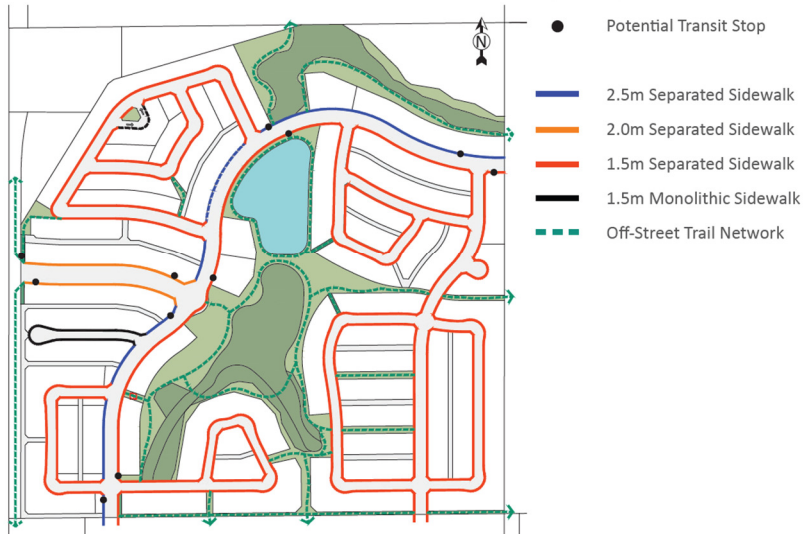 N
Potential Transit Stop
2.5m Separated Sidewalk
2.0m Separated Sidewalk
1.5m Separated Sidewalk
1.5m Monolithic Sidewalk
Off-Street Trail Network